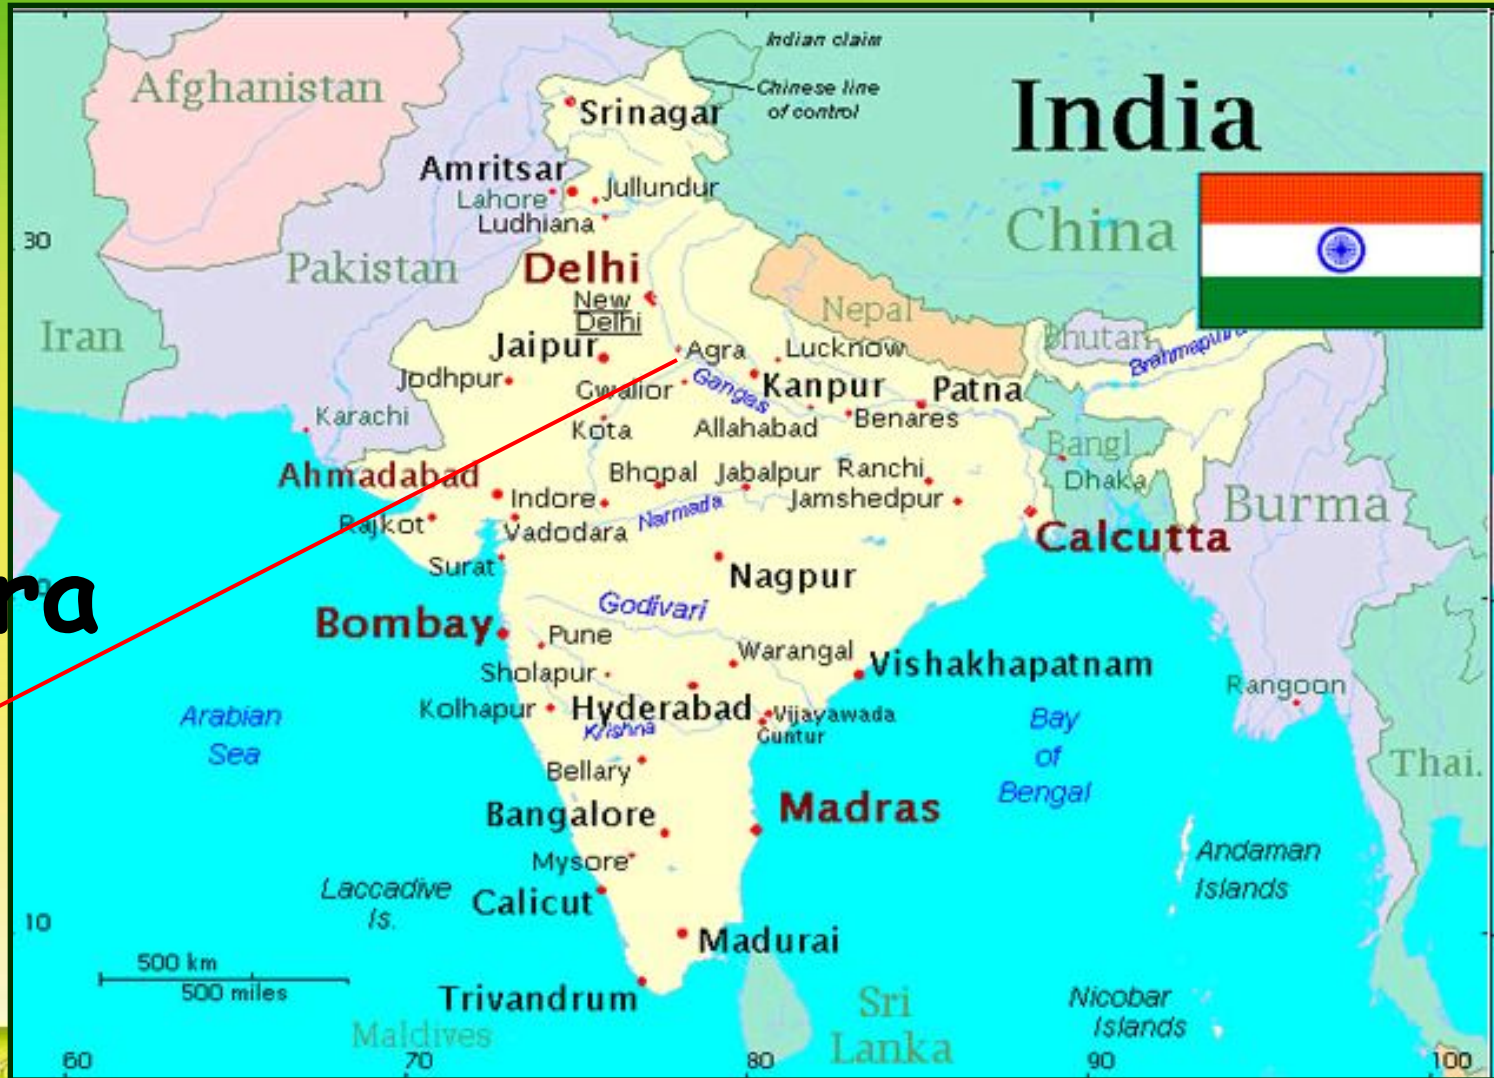 Indian claim
Afghanistan
Chinese line
of control
India
Srinagar
Amritsar
Lahore
Jullundur
Ludhiana
China
30
Pakistan
Delhi
New
Delhi
Nepal
Iran
Bhutan
Brahmaputra
Jaipur
Agra
Lucknow
Jodhpur
Gwalior
Gangas
Kanpur
Patna
Karachi
Kota
Allahabad
Benares
Bangl.
Ahmadabad
Bhopal
Jabalpur
Ranchi
Dhaka
Indore
Jamshedpur
Burma
Rajkot
Vadodara
Narmada
Calcutta
Surat
Nagpur
ra
Godivari
Bombay
Pune
Warangal
Vishakhapatnam
Sholapur
Rangoon
Kolhapur
Hyderabad
Vijayawada
Arabian
Sea
Krishna
Guntur
Bay
of
Bengal
Thai.
Bellary
Bangalore
Madras
Mysore
Andaman
Islands
Laccadive
Is.
Calicut
10
Madurai
500 km
500 miles
Trivandrum
Sri
Lanka
Nicobar
Islands
Maldives
60
70
80
90
100